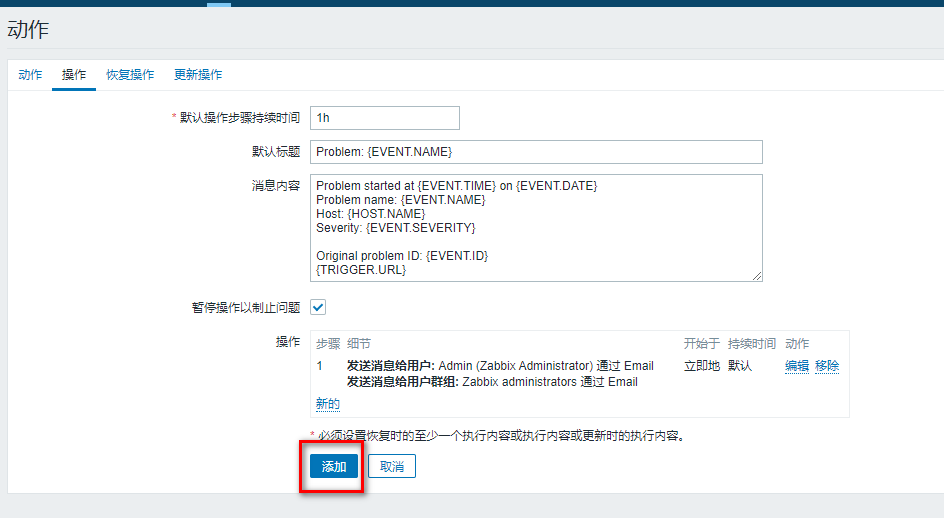 动作
动作 操作 恢复操作 更新操作
* 默认操作步骤持续时间 1h
默认标题 Problem: {EVENT.NAME}
消息内容 Problem started at {EVENT.TIME} on {EVENT.DATE}
Problem name: {EVENT.NAME}
Host: {HOST.NAME}
Severity: {EVENT.SEVERITY}
Original problem ID: {EVENT.ID}
{TRIGGER.URL}
暂停操作以制止问题
操作 步骤 细节 开始于 持续时间 动作
1 发送消息给用户: Admin (Zabbix Administrator) 通过 Email 立即地 默认 编辑 移除
发送消息给用户群组: Zabbix administrators 通过 Email
新的
* 必须设置恢复时的至少一个执行内容或执行内容或更新时的执行内容。
添加 取消